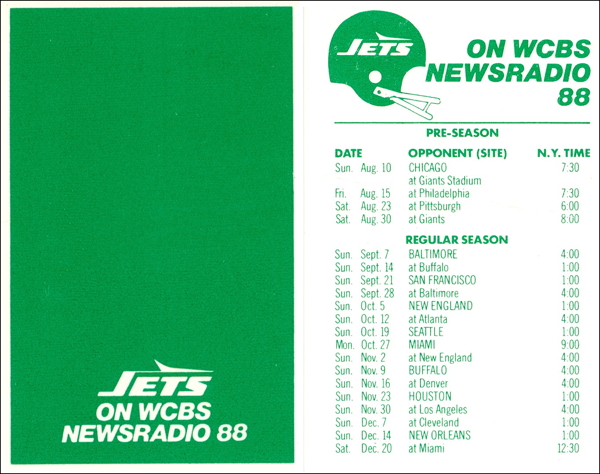 JETS
ON WCBS
NEWSRADIO 88
JETS
ON WCBS
NEWSRADIO
88
PRE-SEASON
DATE OPPONENT (SITE) N.Y. TIME
Sun. Aug. 10 CHICAGO 7:30
at Giants Stadium
Fri. Aug. 15 at Philadelphia 7:30
Sat. Aug. 23 at Pittsburgh 6:00
Sat. Aug. 30 at Giants 8:00
REGULAR SEASON
Sun. Sept. 7 BALTIMORE 4:00
Sun. Sept. 14 at Buffalo 1:00
Sun. Sept. 21 SAN FRANCISCO 1:00
Sun. Sept. 28 at Baltimore 4:00
Sun. Oct. 5 NEW ENGLAND 1:00
Sun. Oct. 12 at Atlanta 4:00
Sun. Oct. 19 SEATTLE 1:00
Mon. Oct. 27 MIAMI 9:00
Sun. Nov. 2 at New England 4:00
Sun. Nov. 9 BUFFALO 1:00
Sun. Nov. 16 at Denver 4:00
Sun. Nov. 23 HOUSTON 1:00
Sun. Nov. 30 at Los Angeles 4:00
Sun. Dec. 7 at Cleveland 1:00
Sun. Dec. 14 NEW ORLEANS 1:00
Sat. Dec. 20 at Miami 12:30